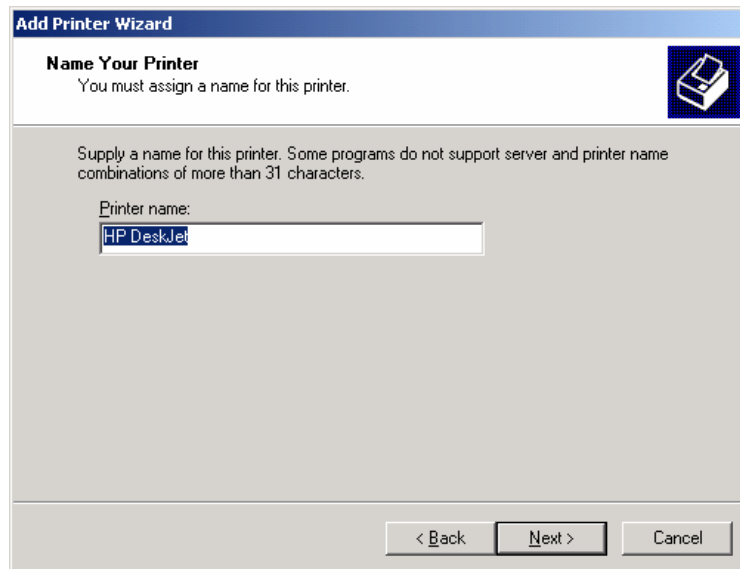 Add Printer Wizard
Name Your Printer
You must assign a name for this printer.
Supply a name for this printer. Some programs do not support server and printer name
combinations of more than 31 characters.
Printer name:
HP DeskJet
< Back Next > Cancel